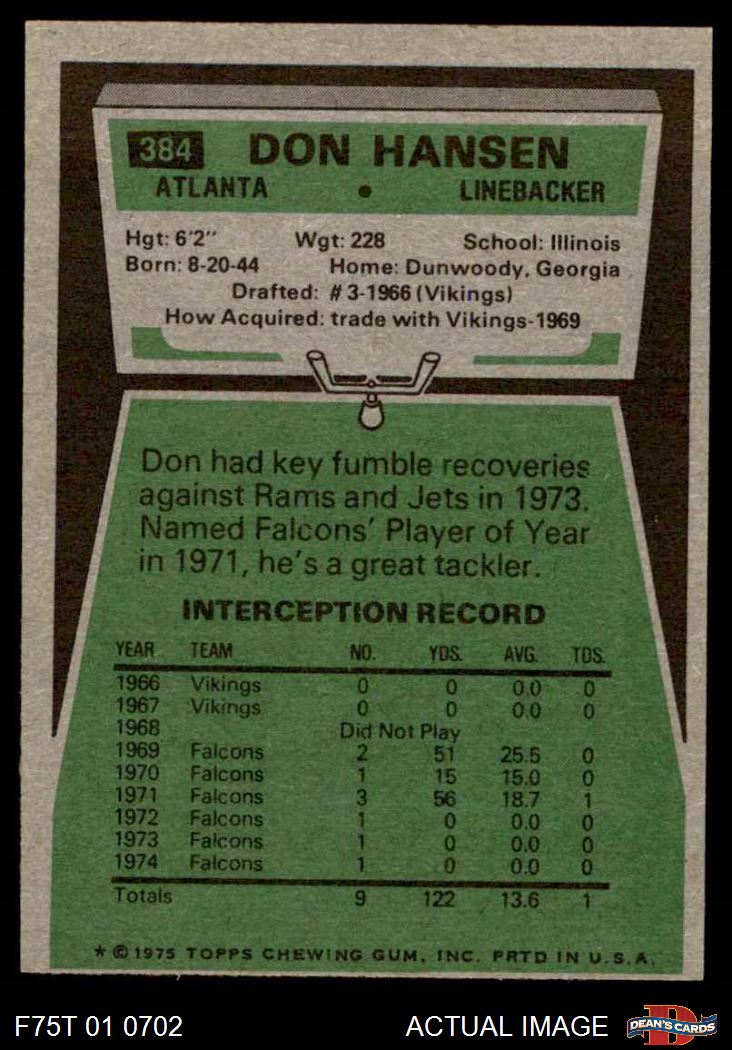 384 DON HANSEN
ATLANTA • LINEBACKER
Hgt: 6'2" Wgt: 228 School: Illinois
Born: 8-20-44 Home: Dunwoody, Georgia
Drafted: #3-1966 (Vikings)
How Acquired: trade with Vikings-1969
Don had key fumble recoveries
against Rams and Jets in 1973.
Named Falcons' Player of Year
in 1971, he's a great tackler.
INTERCEPTION RECORD
YEAR TEAM NO. YDS. AVG. TDS.
1966 Vikings 0 0 0.0 0
1967 Vikings 0 0 0.0 0
1968 Did Not Play
1969 Falcons 2 51 25.5 0
1970 Falcons 1 15 15.0 0
1971 Falcons 3 56 18.7 1
1972 Falcons 1 0 0.0 0
1973 Falcons 1 0 0.0 0
1974 Falcons 1 0 0.0 0
Totals 9 122 13.6 1
* © 1975 TOPPS CHEWING GUM, INC. PRTD IN U.S.A.
F75T 01 0702 ACTUAL IMAGE D DEAN'S CARDS